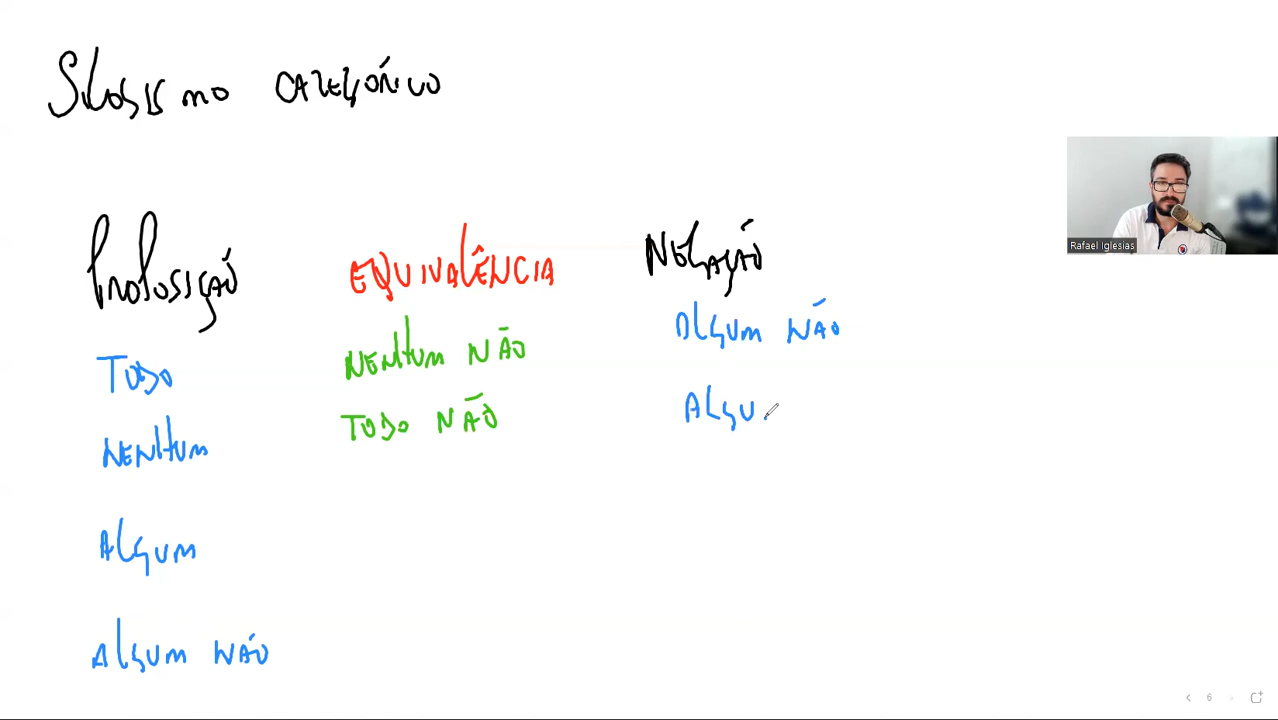 SILOGISMO CATEGÓRICO
Rafael Iglesias
PROPOSIÇÃO EQUIVALÊNCIA NEGAÇÃO
TODO NENHUM NÃO ALGUM NÃO
NENHUM TODO NÃO ALGU
ALGUM
ALGUM NÃO
6